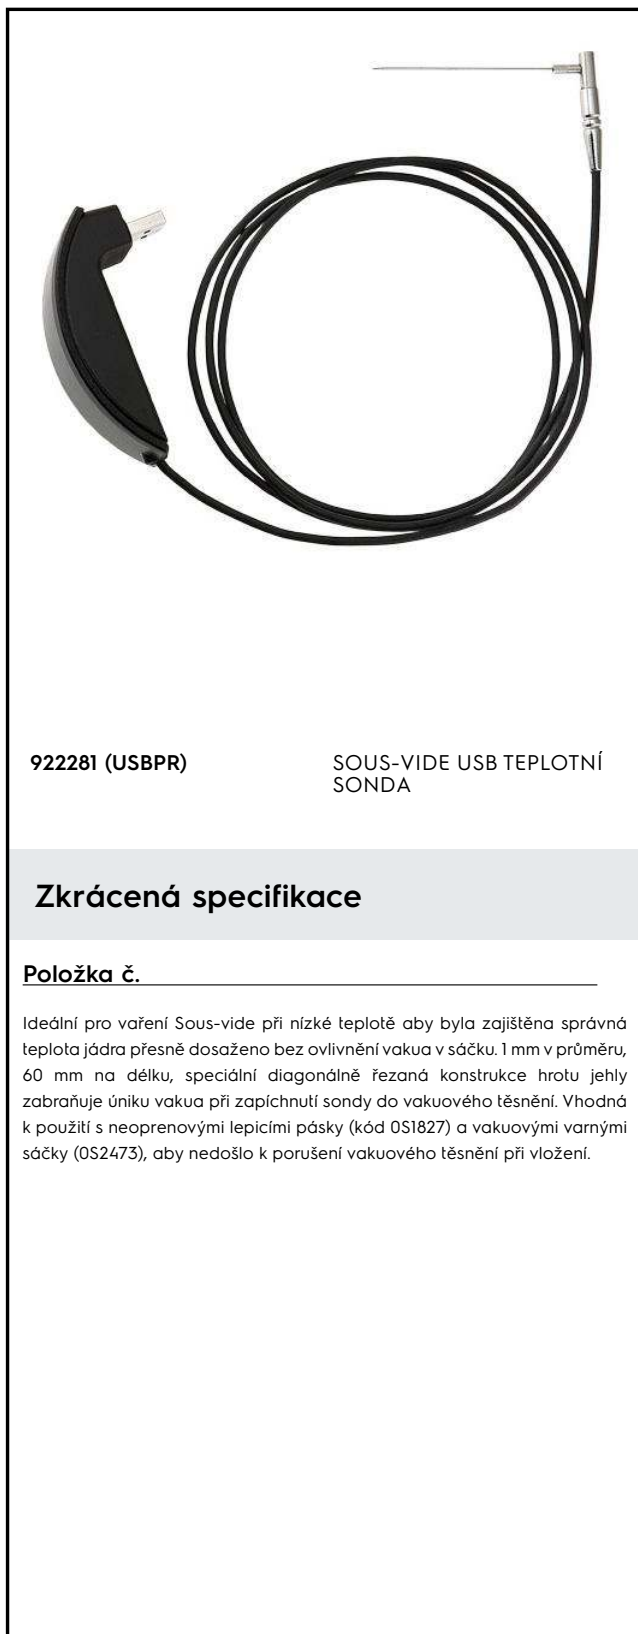 922281 (USBPR)
SOUS-VIDE USB TEPLOTNÍ
SONDA
Zkrácená specifikace
Položka č.
Ideální pro vaření Sous-vide při nízké teplotě aby byla zajištěna správná
teplota jádra přesně dosaženo bez ovlivnění vakua v sáčku. 1 mm v průměru,
60 mm na délku, speciální diagonálně řezaná konstrukce hrotu jehly
zabraňuje úniku vakua při zapíchnutí sondy do vakuového těsnění. Vhodná
k použití s neoprenovými lepicími pásky (kód 0S1827) a vakuovými varnými
sáčky (0S2473), aby nedošlo k porušení vakuového těsnění při vložení.